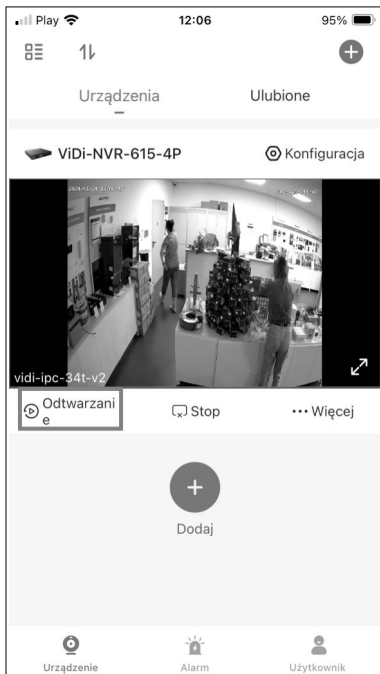 Play 12:06 95%
Urządzenia Ulubione
ViDi-NVR-615-4P Konfiguracja
vidi-ipc-34t-v2
Odtwarzani
e
Stop
Więcej
Dodaj
Urządzenie Alarm Użytkownik